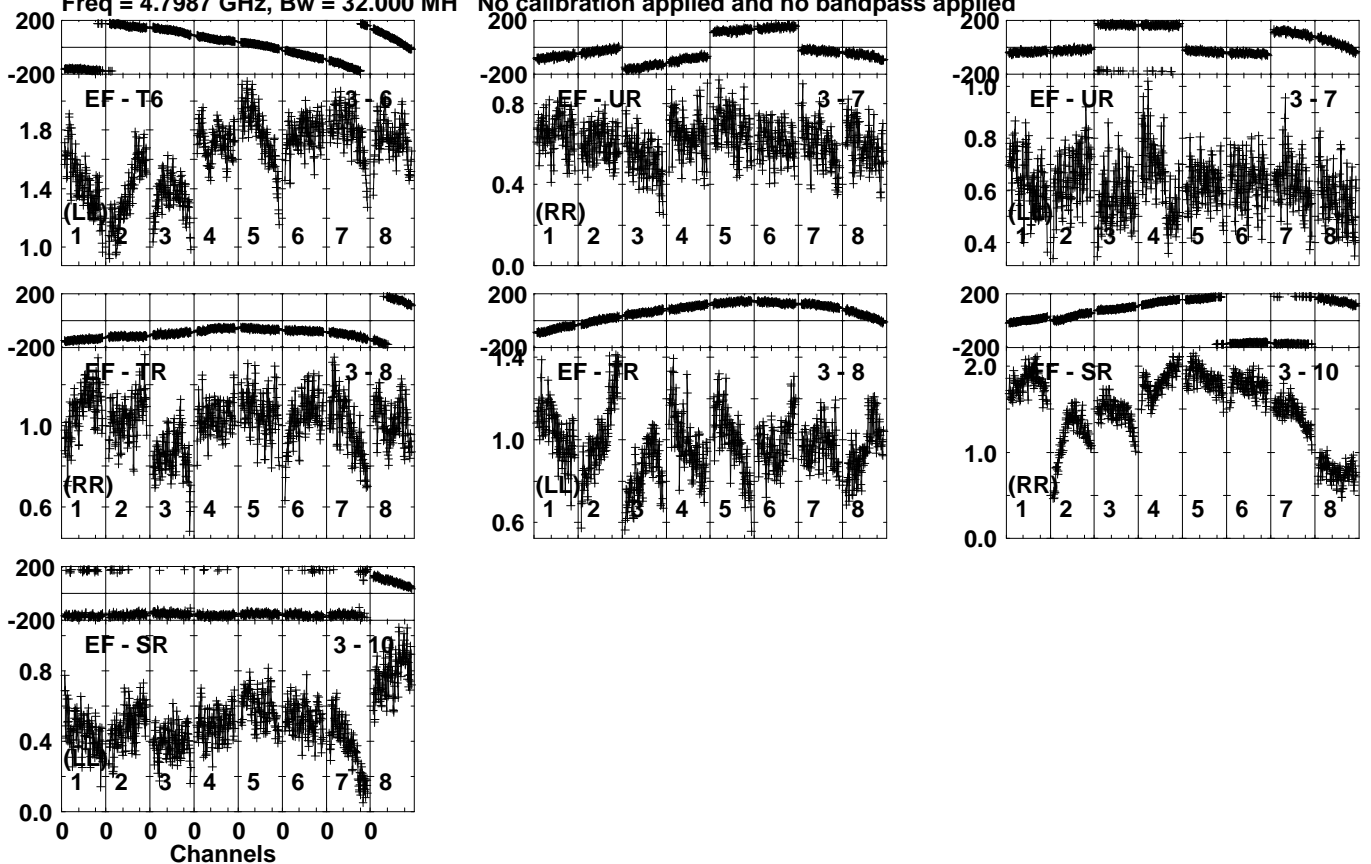 Freq = 4.7987 GHz, Bw = 32.000 MH No calibration applied and no bandpass applied
200
-200
EF - T6 3 - 6
1.8
1.4
1.0
(LL)
1 2 3 4 5 6 7 8
200
-200
EF - UR 3 - 7
0.8
0.4
0.0
(RR)
1 2 3 4 5 6 7 8
200
-200
1.0
EF - UR 3 - 7
0.8
0.6
0.4
(LL)
1 2 3 4 5 6 7 8
200
-200
EF - TR 3 - 8
1.0
0.6
(RR)
1 2 3 4 5 6 7 8
200
-200
1.4
EF - TR 3 - 8
1.0
0.6
(LL)
1 2 3 4 5 6 7 8
200
-200
2.0
EF - SR 3 - 10
1.0
0.0
(RR)
1 2 3 4 5 6 7 8
200
-200
EF - SR 3 - 10
0.8
0.4
0.0
(LL)
1 2 3 4 5 6 7 8
0 0 0 0 0 0 0 0
Channels